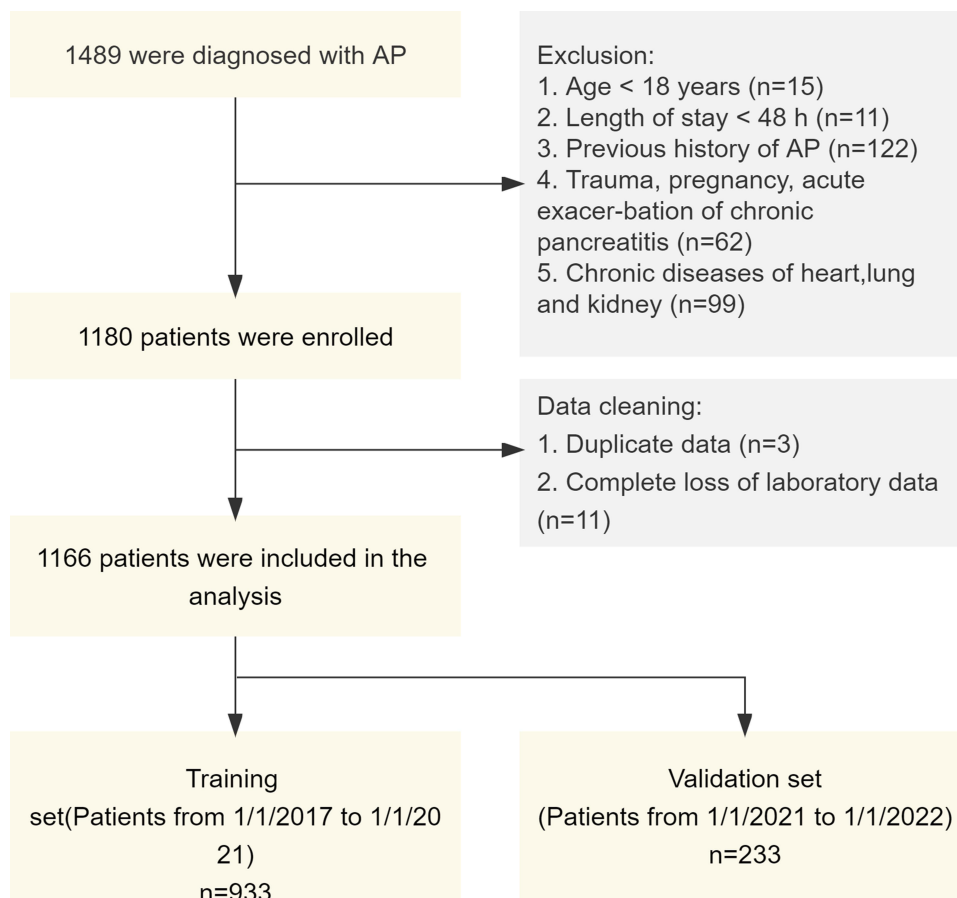 1489 were diagnosed with AP
Exclusion:
1. Age < 18 years (n=15)
2. Length of stay < 48 h (n=11)
3. Previous history of AP (n=122)
4. Trauma, pregnancy, acute
exacer-bation of chronic
pancreatitis (n=62)
5. Chronic diseases of heart,lung
and kidney (n=99)
1180 patients were enrolled
Data cleaning:
1. Duplicate data (n=3)
2. Complete loss of laboratory data
(n=11)
1166 patients were included in the
analysis
Training
set(Patients from 1/1/2017 to 1/1/20
21)
n=933
Validation set
(Patients from 1/1/2021 to 1/1/2022)
n=233